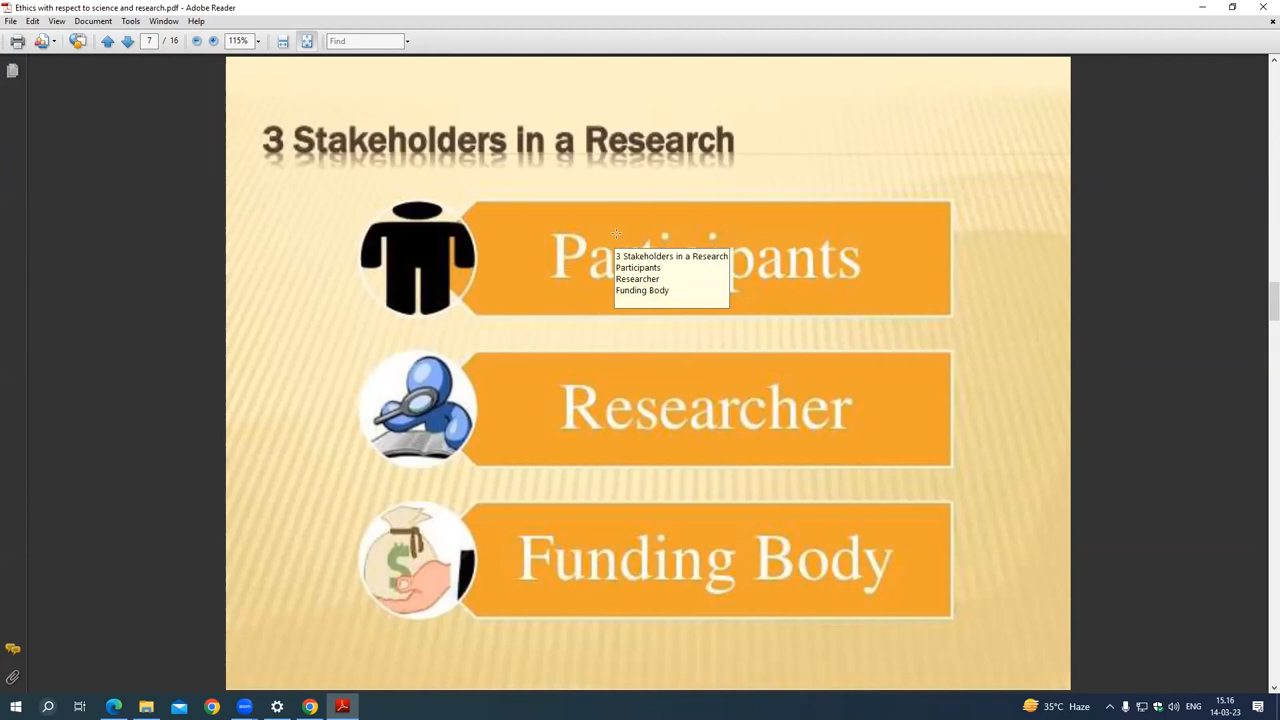 Ethics with respect to science and research.pdf - Adobe Reader
File Edit View Document Tools Window Help
7 / 16 115% Find
3 Stakeholders in a Research
Participants
3 Stakeholders in a Research
Participants
Researcher
Funding Body
Researcher
$
Funding Body
35°C Haze ENG 15.16
14-03-23